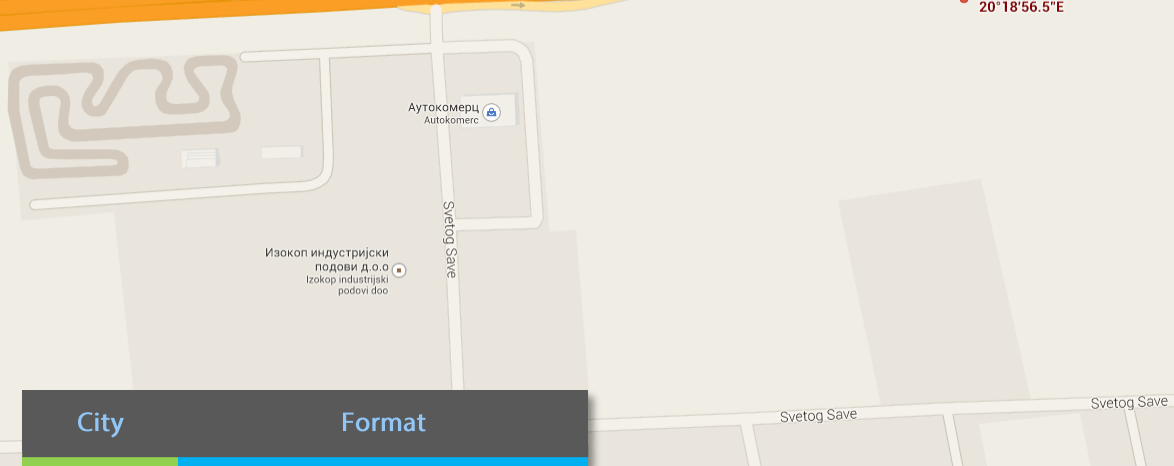 20°18'56.5"E
Аутокомерц
Autokomerc
Svetog Save
Изокоп индустријски
подови д.о.о
Izokop industrijski
podovi doo
Svetog Save
Svetog Save
City
Format